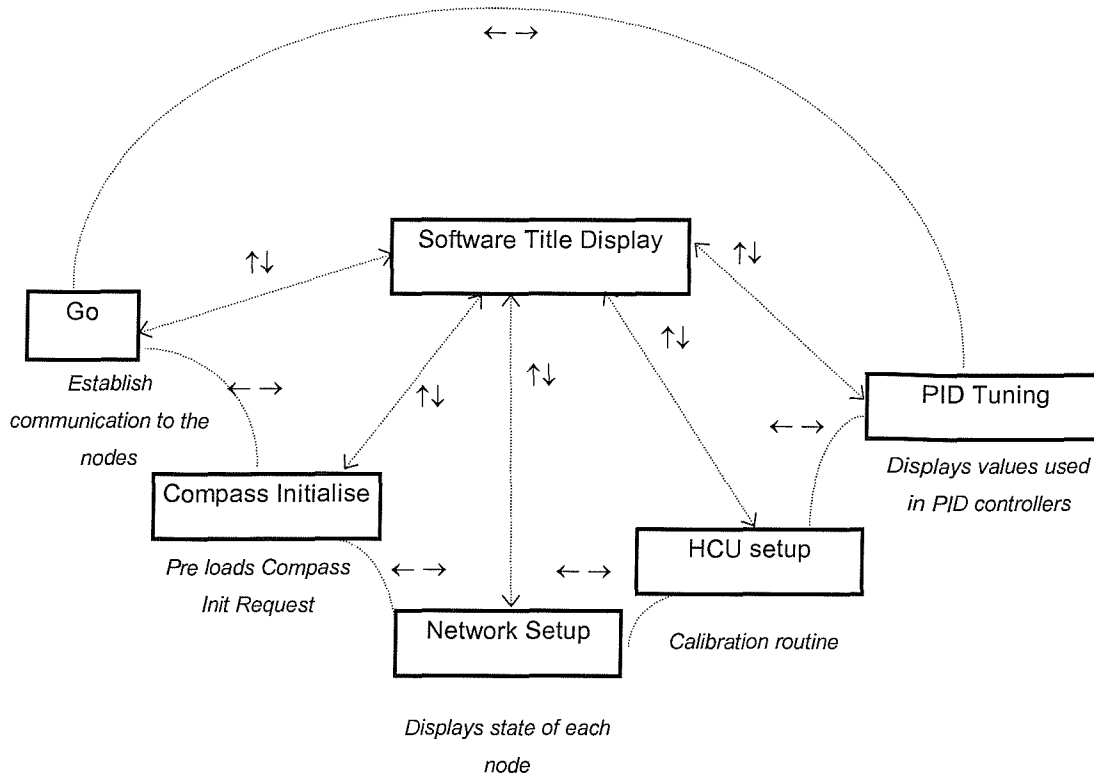 ← →
Software Title Display
↑↓
↑↓
Go
↑↓
↑↓
↑↓
Establish
communication to the
nodes
← →
PID Tuning
← →
Displays values used
in PID controllers
Compass Initialise
HCU setup
Pre loads Compass
Init Request
← →
← →
Network Setup
Calibration routine
Displays state of each
node